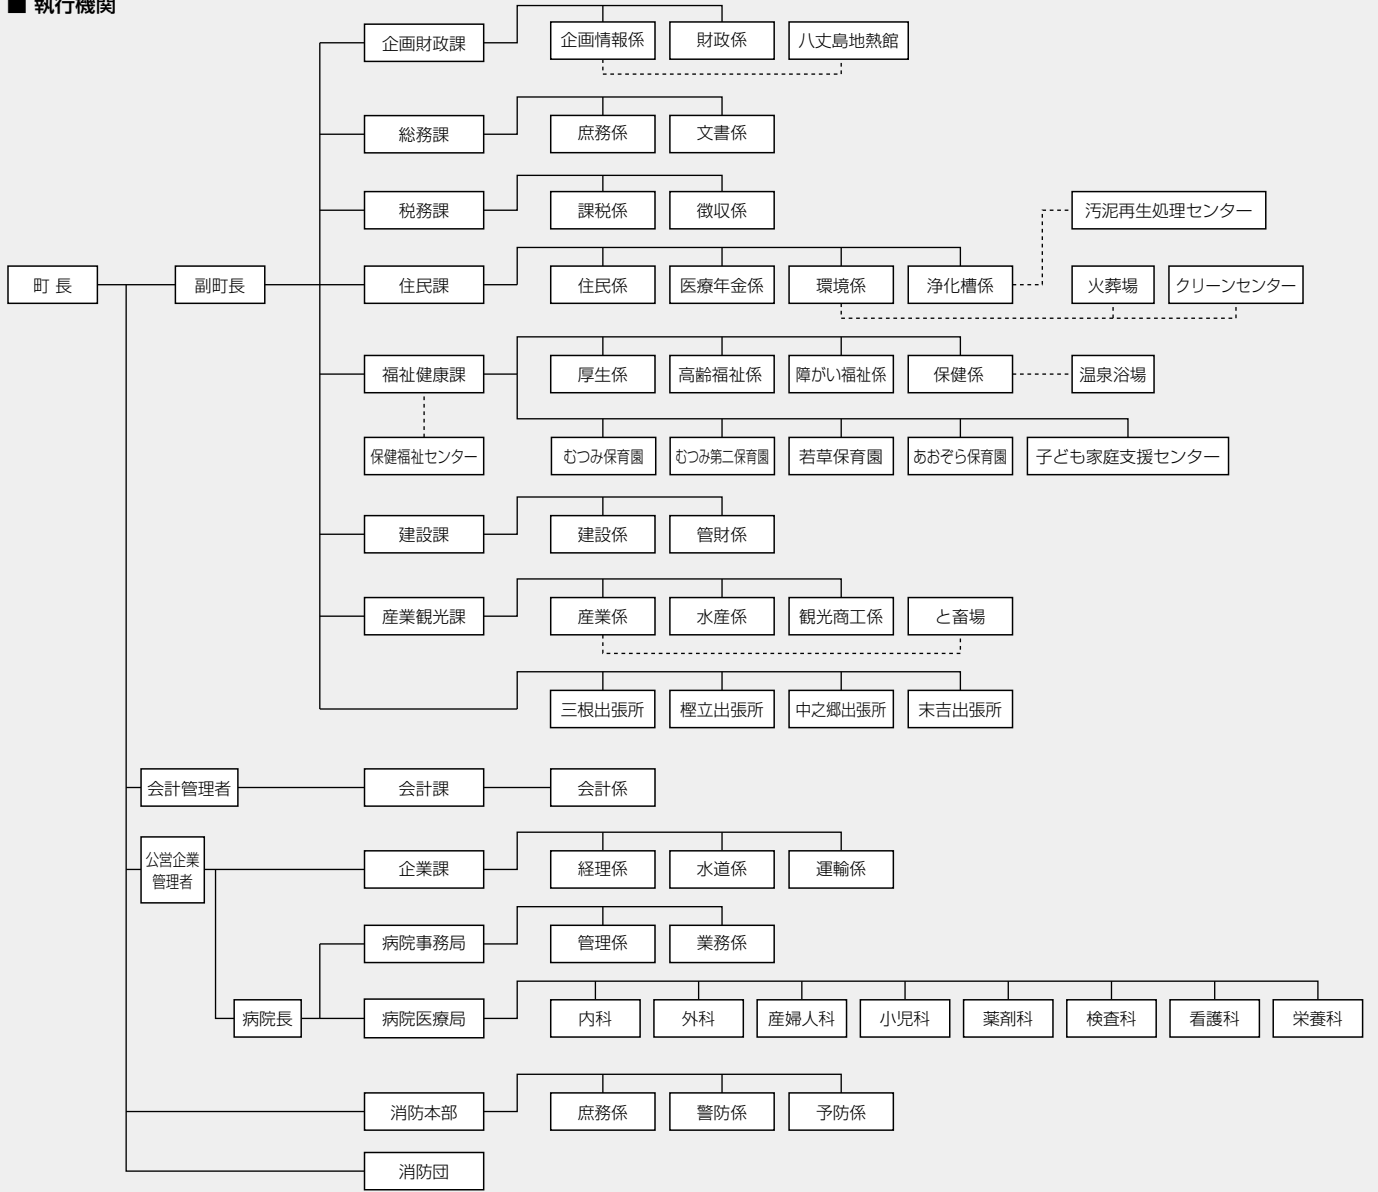 ■ 執行機関
企画財政課
企画情報係
財政係
八丈島地熱館
総務課
庶務係
文書係
税務課
課税係
徴収係
汚泥再生処理センター
町 長
副町長
住民課
住民係
医療年金係
環境係
浄化槽係
火葬場
クリーンセンター
福祉健康課
厚生係
高齢福祉係
障がい福祉係
保健係
温泉浴場
保健福祉センター
むつみ保育園
むつみ第二保育園
若草保育園
あおぞら保育園
子ども家庭支援センター
建設課
建設係
管財係
産業観光課
産業係
水産係
観光商工係
と畜場
三根出張所
樫立出張所
中之郷出張所
末吉出張所
会計管理者
会計課
会計係
公営企業
管理者
企業課
経理係
水道係
運輸係
病院事務局
管理係
業務係
病院長
病院医療局
内科
外科
産婦人科
小児科
薬剤科
検査科
看護科
栄養科
消防本部
庶務係
警防係
予防係
消防団